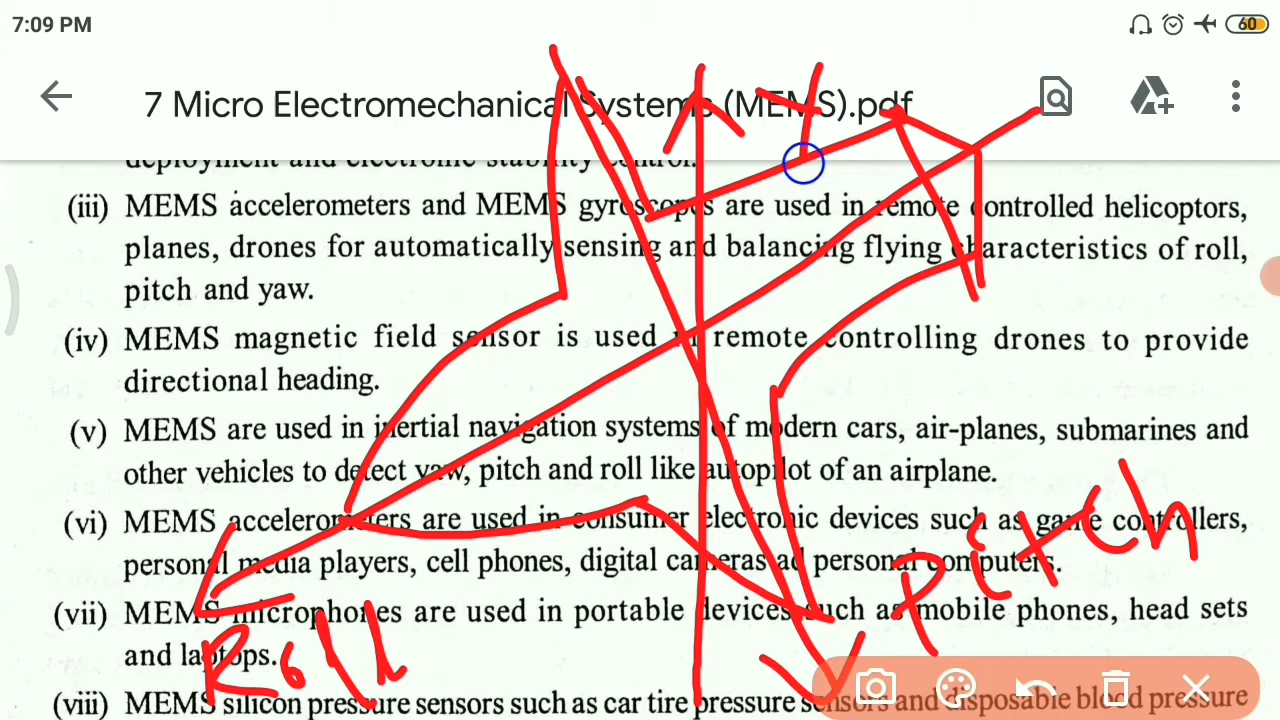 7:09 PM
60
7 Micro Electromechanical Systems (MEMS).pdf
Y
deployment and electronic stability control.
(iii) MEMS accelerometers and MEMS gyroscopes are used in remote controlled helicoptors,
planes, drones for automatically sensing and balancing flying characteristics of roll,
pitch and yaw.
(iv) MEMS magnetic field sensor is used in remote controlling drones to provide
directional heading.
(v) MEMS are used in inertial navigation systems of modern cars, air-planes, submarines and
other vehicles to detect yaw, pitch and roll like autopilot of an airplane.
(vi) MEMS accelerometers are used in consumer electronic devices such as game controllers,
personal media players, cell phones, digital cameras ad personal computers.
Pitch
(vii) MEMS microphones are used in portable devices such as mobile phones, head sets
and laptops.
Roll
(viii) MEMS silicon pressure sensors such as car tire pressure sensors and disposable blood pressure